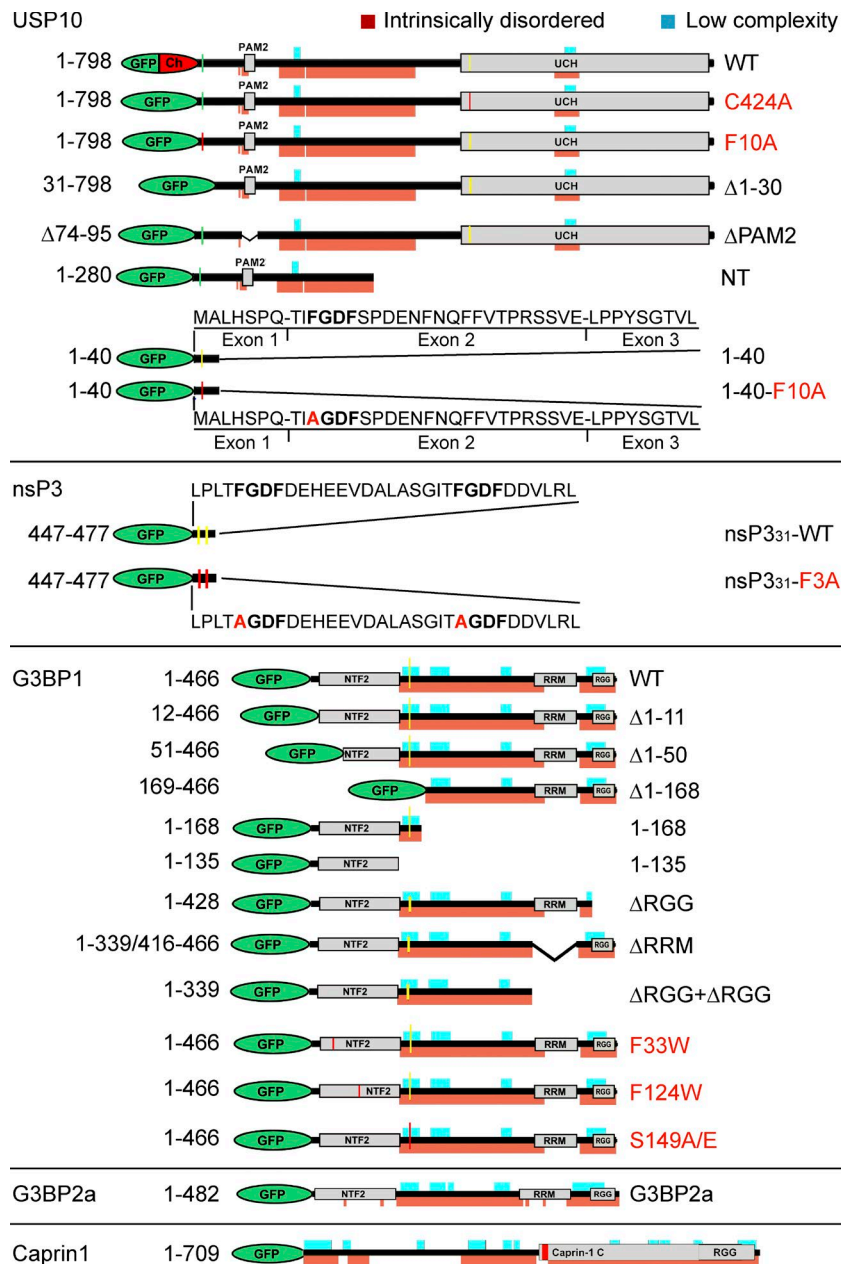 USP10 Intrinsically disordered Low complexity
PAM2
1-798 GFP Ch UCH WT
PAM2
1-798 GFP UCH C424A
PAM2
1-798 GFP UCH F10A
PAM2
31-798 GFP UCH Δ1-30
Δ74-95 GFP UCH ΔPAM2
PAM2
1-280 GFP NT
MALHSPQ-TIFGDFSPDENFNQFFVTPRSSVE-LPPYSGTVL
Exon 1 Exon 2 Exon 3
1-40 GFP 1-40
1-40 GFP 1-40-F10A
MALHSPQ-TIAGDFSPDENFNQFFVTPRSSVE-LPPYSGTVL
Exon 1 Exon 2 Exon 3
nsP3 LPLTFGDFDEHEEVDALASGITFGDFDDVLRL
447-477 GFP nsP331-WT
447-477 GFP nsP331-F3A
LPLTAGDFDEHEEVDALASGITAGDFDDVLRL
G3BP1 1-466 GFP NTF2 RRM RGG WT
12-466 GFP NTF2 RRM RGG Δ1-11
51-466 GFP NTF2 RRM RGG Δ1-50
169-466 GFP RRM RGG Δ1-168
1-168 GFP NTF2 1-168
1-135 GFP NTF2 1-135
1-428 GFP NTF2 RRM ΔRGG
1-339/416-466 GFP NTF2 RGG ΔRRM
1-339 GFP NTF2 ΔRGG+ΔRGG
1-466 GFP NTF2 RRM RGG F33W
1-466 GFP NTF2 RRM RGG F124W
1-466 GFP NTF2 RRM RGG S149A/E
G3BP2a 1-482 GFP NTF2 RRM RGG G3BP2a
Caprin1 1-709 GFP Caprin-1 C RGG